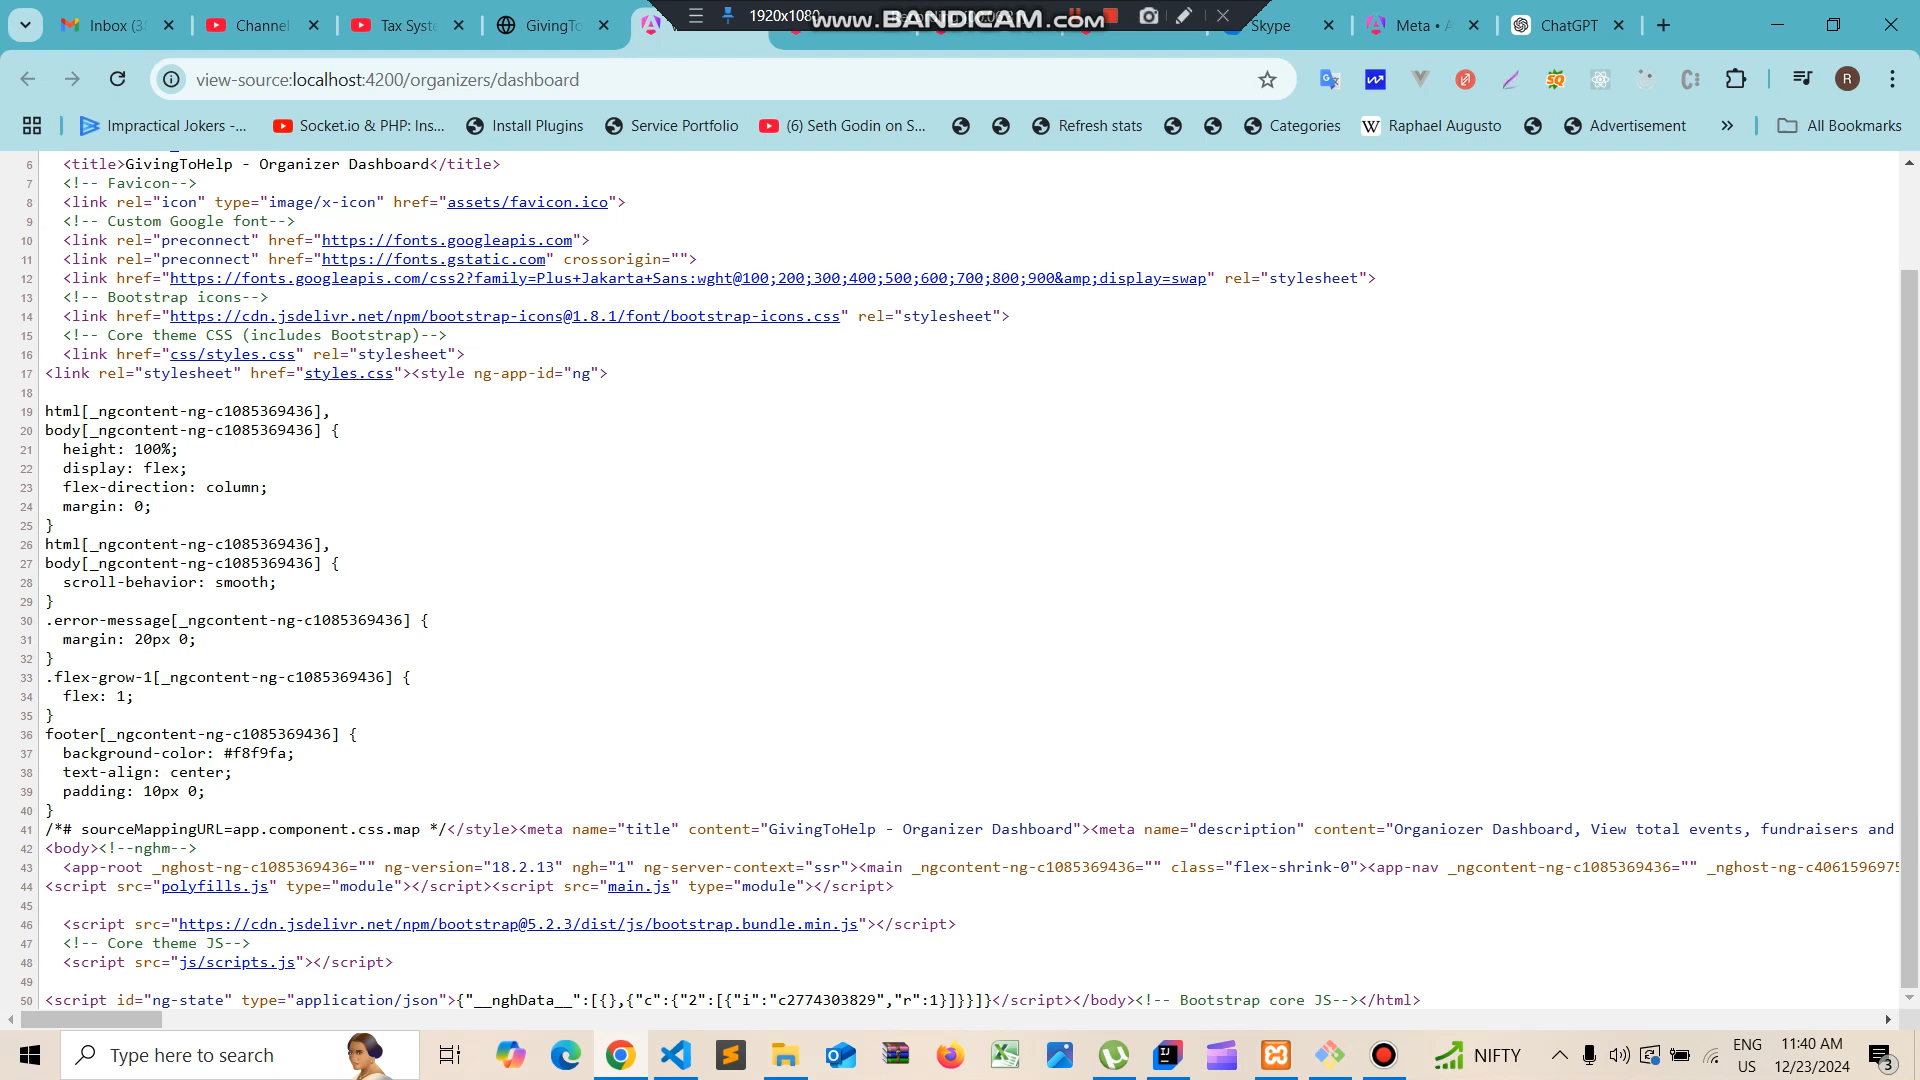 Inbox (3
Channel
Tax Syste
GivingTo
1920x1080
www.BANDICAM.com
Skype
Meta • A
ChatGPT
view-source:localhost:4200/organizers/dashboard
R
Impractical Jokers -...
Socket.io & PHP: Ins...
Install Plugins
Service Portfolio
(6) Seth Godin on S...
Refresh stats
Categories
Raphael Augusto
Advertisement
All Bookmarks
6 <title>GivingToHelp - Organizer Dashboard</title>
7 <!-- Favicon-->
8 <link rel="icon" type="image/x-icon" href="assets/favicon.ico">
9 <!-- Custom Google font-->
10 <link rel="preconnect" href="https://fonts.googleapis.com">
11 <link rel="preconnect" href="https://fonts.gstatic.com" crossorigin="">
12 <link href="https://fonts.googleapis.com/css2?family=Plus+Jakarta+Sans:wght@100;200;300;400;500;600;700;800;900&amp;display=swap" rel="stylesheet">
13 <!-- Bootstrap icons-->
14 <link href="https://cdn.jsdelivr.net/npm/bootstrap-icons@1.8.1/font/bootstrap-icons.css" rel="stylesheet">
15 <!-- Core theme CSS (includes Bootstrap)-->
16 <link href="css/styles.css" rel="stylesheet">
17 <link rel="stylesheet" href="styles.css"><style ng-app-id="ng">
18
19 html[_ngcontent-ng-c1085369436],
20 body[_ngcontent-ng-c1085369436] {
21 height: 100%;
22 display: flex;
23 flex-direction: column;
24 margin: 0;
25 }
26 html[_ngcontent-ng-c1085369436],
27 body[_ngcontent-ng-c1085369436] {
28 scroll-behavior: smooth;
29 }
30 .error-message[_ngcontent-ng-c1085369436] {
31 margin: 20px 0;
32 }
33 .flex-grow-1[_ngcontent-ng-c1085369436] {
34 flex: 1;
35 }
36 footer[_ngcontent-ng-c1085369436] {
37 background-color: #f8f9fa;
38 text-align: center;
39 padding: 10px 0;
40 }
41 /*# sourceMappingURL=app.component.css.map */</style><meta name="title" content="GivingToHelp - Organizer Dashboard"><meta name="description" content="Organiozer Dashboard, View total events, fundraisers and
42 <body><!--nghm-->
43 <app-root _nghost-ng-c1085369436="" ng-version="18.2.13" ngh="1" ng-server-context="ssr"><main _ngcontent-ng-c1085369436="" class="flex-shrink-0"><app-nav _ngcontent-ng-c1085369436="" _nghost-ng-c4061596975
44 <script src="polyfills.js" type="module"></script><script src="main.js" type="module"></script>
45
46 <script src="https://cdn.jsdelivr.net/npm/bootstrap@5.2.3/dist/js/bootstrap.bundle.min.js"></script>
47 <!-- Core theme JS-->
48 <script src="js/scripts.js"></script>
49
50 <script id="ng-state" type="application/json">{"__nghData__":[{},{"c":{"2":[{"i":"c2774303829","r":1}]}}]}</script></body><!-- Bootstrap core JS--></html>
Type here to search
NIFTY
ENG
US
11:40 AM
12/23/2024
3